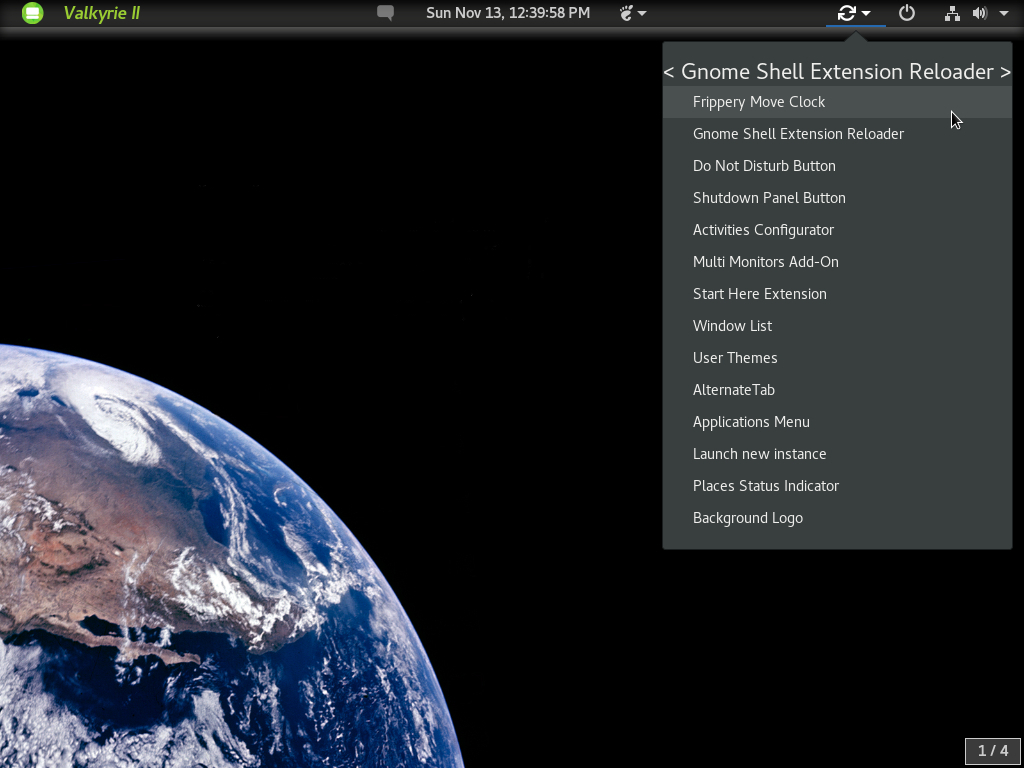 Valkyrie II
Sun Nov 13, 12:39:58 PM
< Gnome Shell Extension Reloader >
Frippery Move Clock
Gnome Shell Extension Reloader
Do Not Disturb Button
Shutdown Panel Button
Activities Configurator
Multi Monitors Add-On
Start Here Extension
Window List
User Themes
AlternateTab
Applications Menu
Launch new instance
Places Status Indicator
Background Logo
1 / 4